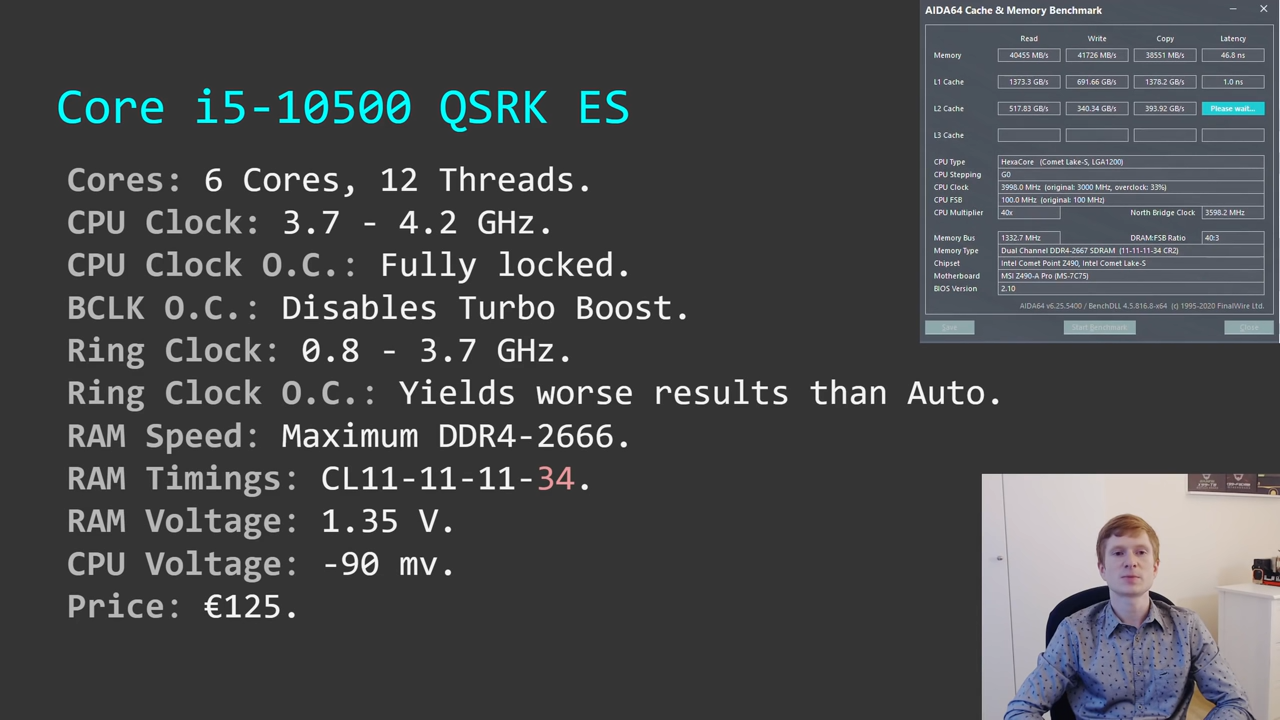 Core i5-10500 QSRK ES
Cores: 6 Cores, 12 Threads.
CPU Clock: 3.7 - 4.2 GHz.
CPU Clock O.C.: Fully locked.
BCLK O.C.: Disables Turbo Boost.
Ring Clock: 0.8 - 3.7 GHz.
Ring Clock O.C.: Yields worse results than Auto.
RAM Speed: Maximum DDR4-2666.
RAM Timings: CL11-11-11-34.
RAM Voltage: 1.35 V.
CPU Voltage: -90 mv.
Price: €125.
AIDA64 Cache & Memory Benchmark
Read Write Copy Latency
Memory 40455 MB/s 41726 MB/s 38551 MB/s 46.8 ns
L1 Cache 1373.3 GB/s 691.66 GB/s 1378.2 GB/s 1.0 ns
L2 Cache 517.83 GB/s 340.34 GB/s 393.92 GB/s Please wait...
L3 Cache
CPU Type HexaCore (Comet Lake-S, LGA1200)
CPU Stepping G0
CPU Clock 3998.0 MHz (original: 3000 MHz, overclock: 33%)
CPU FSB 100.0 MHz (original: 100 MHz)
CPU Multiplier 40x North Bridge Clock 3598.2 MHz
Memory Bus 1332.7 MHz DRAM:FSB Ratio 40:3
Memory Type Dual Channel DDR4-2667 SDRAM (11-11-11-34 CR2)
Chipset Intel Comet Point Z490, Intel Comet Lake-S
Motherboard MSI Z490-A Pro (MS-7C75)
BIOS Version 2.10
AIDA64 v6.25.5400 / BenchDLL 4.5.816.8-x64 (c) 1995-2020 FinalWire Ltd.
Save Start Benchmark Close